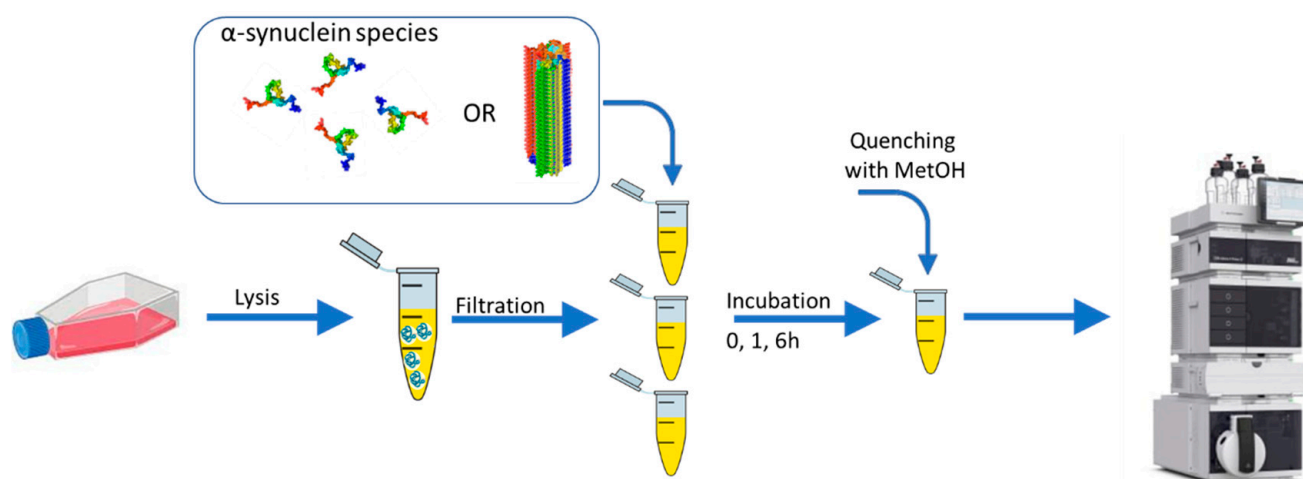 α-synuclein species
OR
Quenching
with MetOH
Lysis
Filtration
Incubation
0, 1, 6h